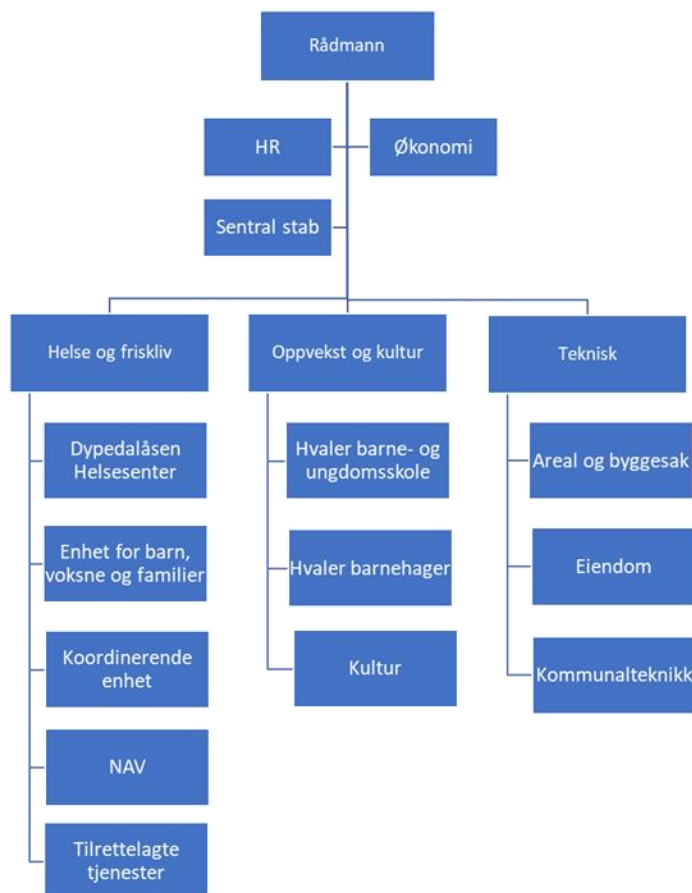 Rådmann
HR
Økonomi
Sentral stab
Helse og friskliv
Oppvekst og kultur
Teknisk
Dypedalåsen
Helsesenter
Enhet for barn,
voksne og familier
Koordinerende
enhet
NAV
Tilrettelagte
tjenester
Hvaler barne- og
ungdomsskole
Hvaler barnehager
Kultur
Areal og byggesak
Eiendom
Kommunalteknikk